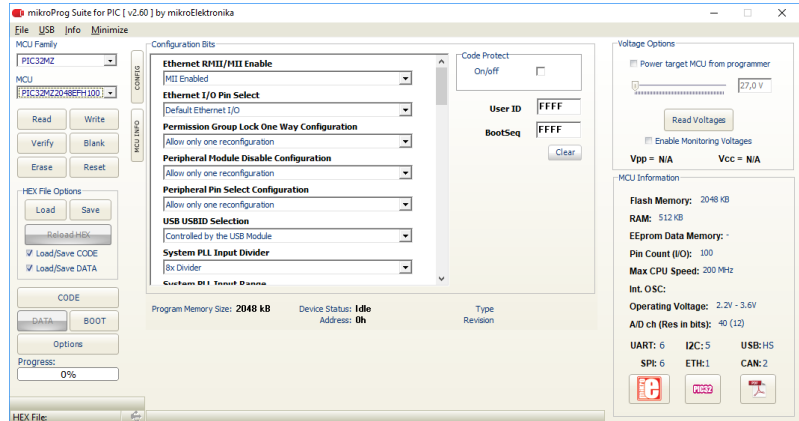 mikroProg Suite for PIC [ v2.60 ] by mikroElektronika
File USB Info Minimize
MCU Family
PIC32MZ
MCU
PIC32MZ2048EFH100
Read Write
Verify Blank
Erase Reset
HEX File Options
Load Save
Reload HEX
Load/Save CODE
Load/Save DATA
CODE
DATA BOOT
Options
Progress:
0%
HEX File:
CONFIG
MCU INFO
Configuration Bits
Ethernet RMII/MII Enable
MII Enabled
Ethernet I/O Pin Select
Default Ethernet I/O
Permission Group Lock One Way Configuration
Allow only one reconfiguration
Peripheral Module Disable Configuration
Allow only one reconfiguration
Peripheral Pin Select Configuration
Allow only one reconfiguration
USB USBID Selection
Controlled by the USB Module
System PLL Input Divider
8x Divider
System PLL Input Range
Code Protect
On/off
User ID FFFF
BootSeq FFFF
Clear
Program Memory Size: 2048 kB Device Status: Idle Type
Address: 0h Revision
Voltage Options
Power target MCU from programmer
27,0 V
Read Voltages
Enable Monitoring Voltages
Vpp = N/A Vcc = N/A
MCU Information
Flash Memory: 2048 KB
RAM: 512 KB
EEprom Data Memory: -
Pin Count (I/O): 100
Max CPU Speed: 200 MHz
Int. OSC:
Operating Voltage: 2.2V - 3.6V
A/D ch (Res in bits): 40 (12)
UART: 6 I2C: 5 USB: HS
SPI: 6 ETH: 1 CAN: 2
PIC32
PDF